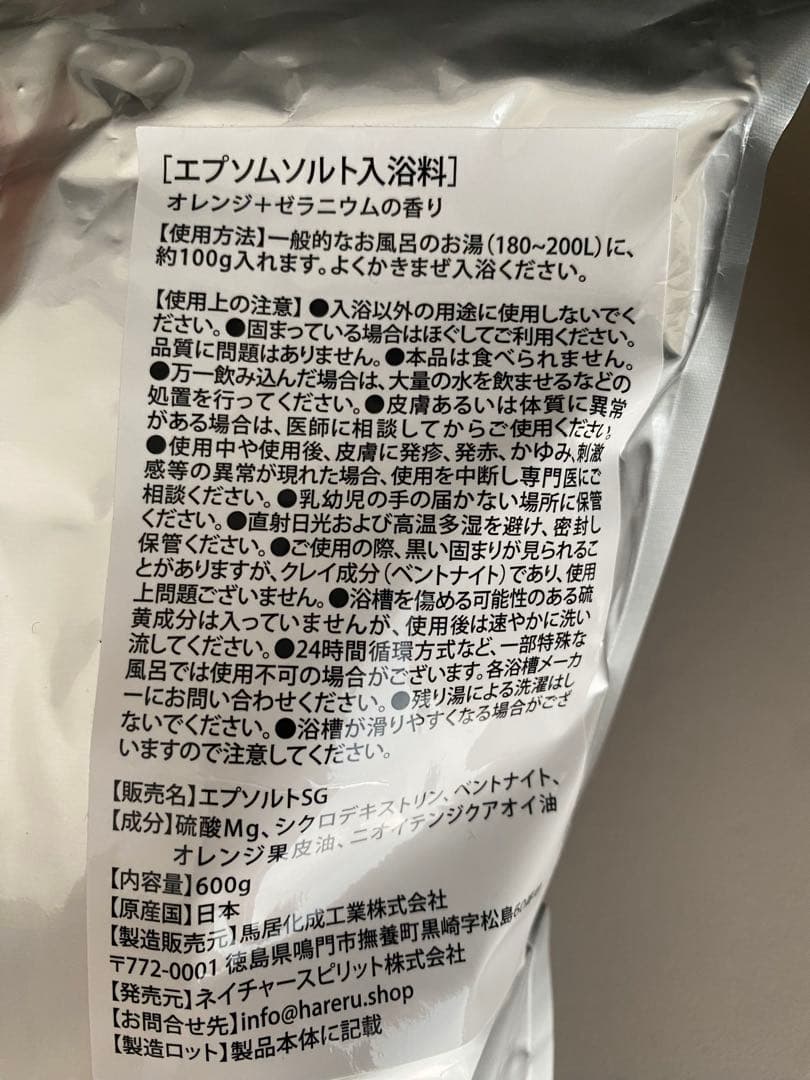 ［エプソムソルト入浴料］
オレンジ＋ゼラニウムの香り
【使用方法】一般的なお風呂のお湯（180~200L）に、
約100g入れます。よくかきまぜ入浴ください。
【使用上の注意】●入浴以外の用途に使用しないでく
ださい。●固まっている場合はほぐしてご利用ください。
品質に問題はありません。●本品は食べられません。
●万一飲み込んだ場合は、大量の水を飲ませるなどの
処置を行ってください。●皮膚あるいは体質に異常
がある場合は、医師に相談してからご使用ください。
●使用中や使用後、皮膚に発疹、発赤、かゆみ、刺激
感等の異常が現れた場合、使用を中断し専門医にご
相談ください。●乳幼児の手の届かない場所に保管
ください。●直射日光および高温多湿を避け、密封し
保管ください。●ご使用の際、黒い固まりが見られるこ
とがありますが、クレイ成分（ベントナイト）であり、使用
上問題ございません。●浴槽を傷める可能性のある硫
黄成分は入っていませんが、使用後は速やかに洗い
流してください。●24時間循環方式など、一部特殊な
風呂では使用不可の場合がございます。各浴槽メーカ
ーにお問い合わせください。●残り湯による洗濯はし
ないでください。●浴槽が滑りやすくなる場合がござ
いますので注意してください。
【販売名】エプソルトSG
【成分】硫酸Mg、シクロデキストリン、ベントナイト、
オレンジ果皮油、ニオイテンジクアオイ油
【内容量】600g
【原産国】日本
【製造販売元】馬居化成工業株式会社
〒772-0001 徳島県鳴門市撫養町黒崎字松島
【発売元】ネイチャースピリット株式会社
【お問合せ先】info@hareru.shop
【製造ロット】製品本体に記載